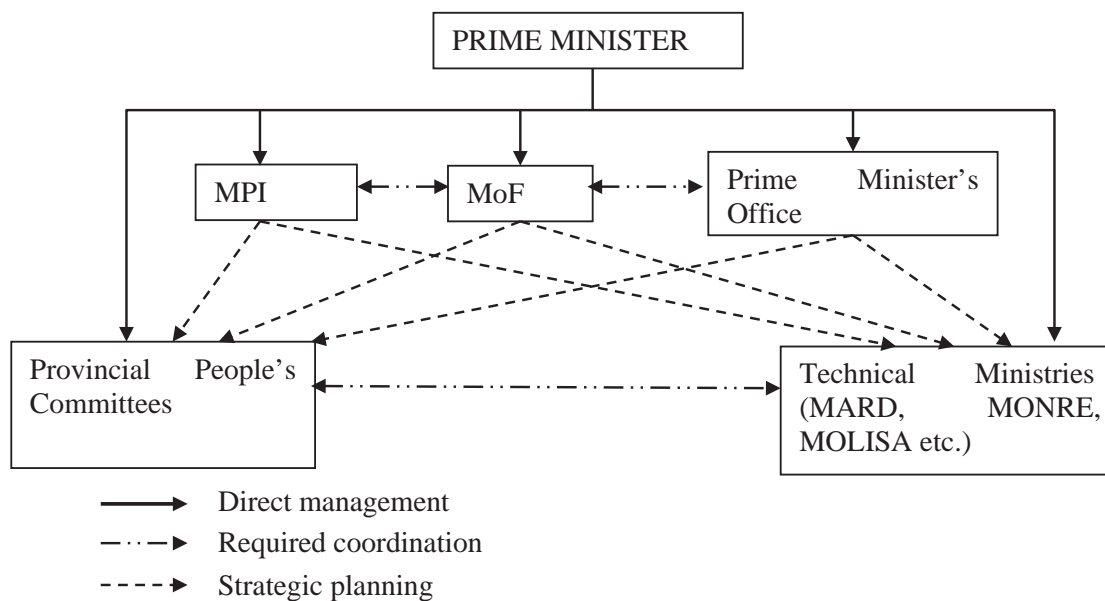 PRIME MINISTER
MPI
MoF
Prime Minister's
Office
Provincial People's
Committees
Technical Ministries
(MARD, MONRE,
MOLISA etc.)
Direct management
Required coordination
Strategic planning